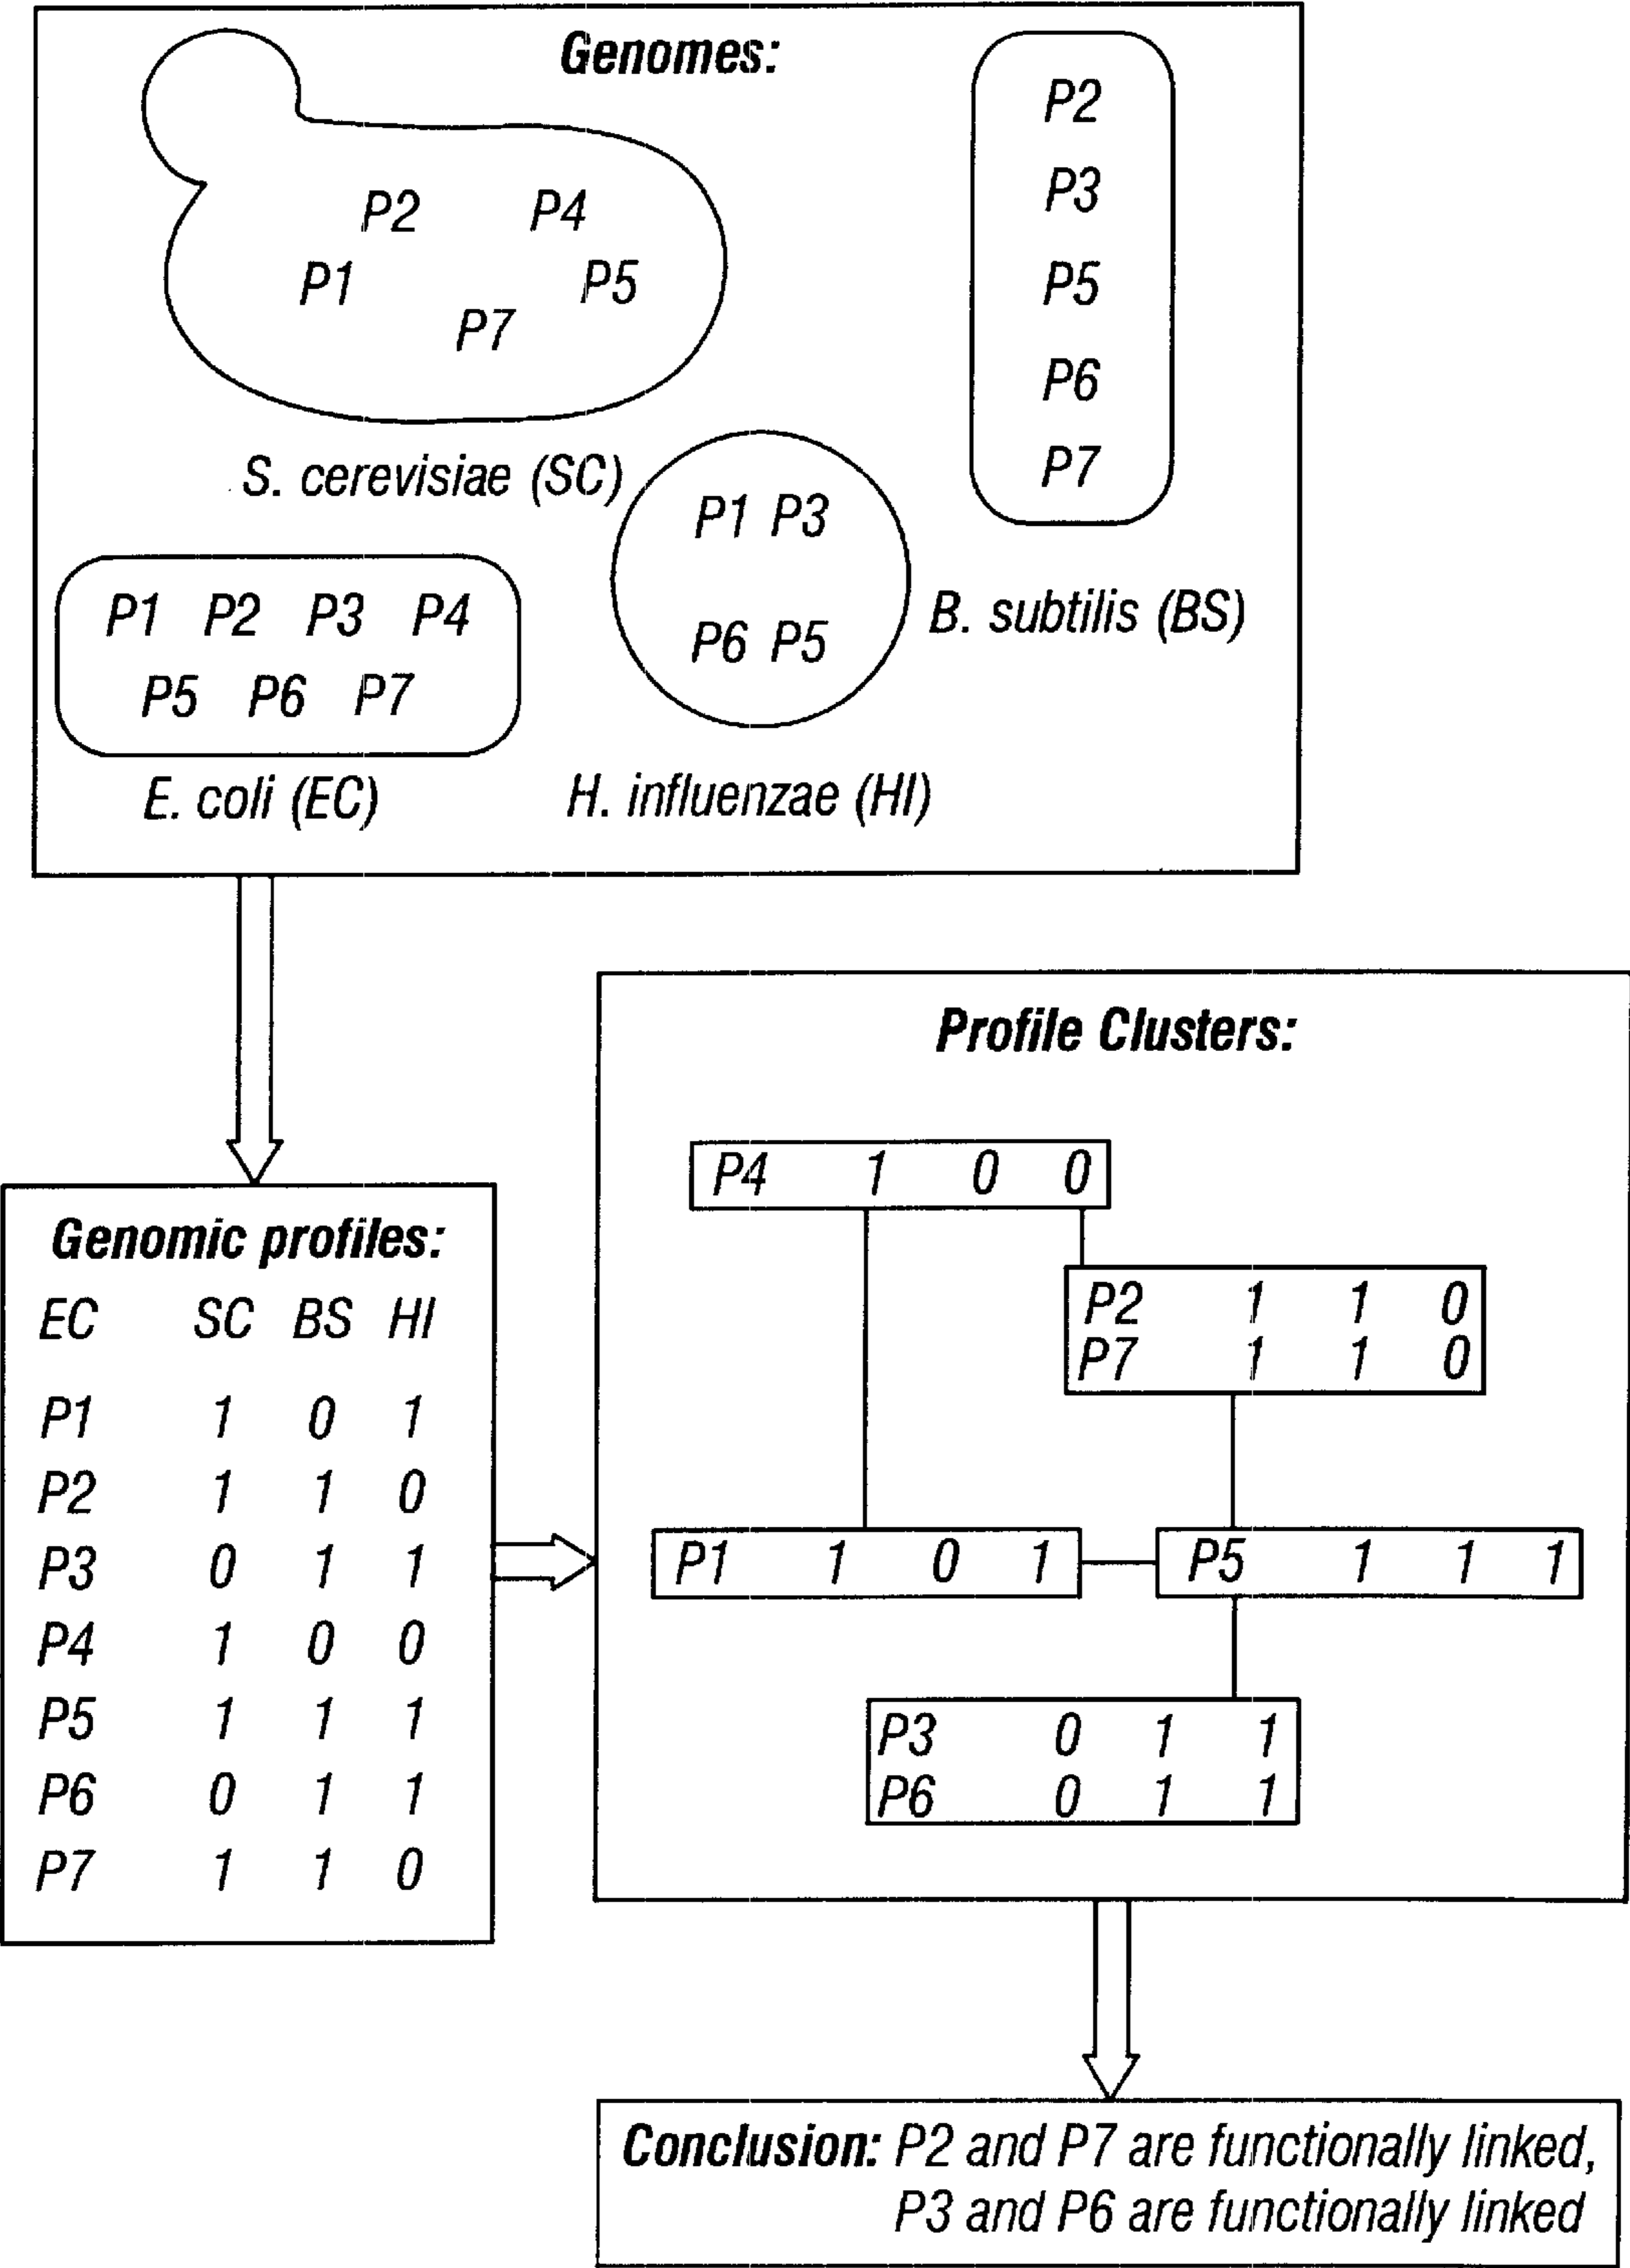 Genomes:
P2 P4
P1 P5
P7
S. cerevisiae (SC)
P2
P3
P5
P6
P7
B. subtilis (BS)
P1 P3
P6 P5
H. influenzae (HI)
P1 P2 P3 P4
P5 P6 P7
E. coli (EC)
Genomic profiles:
EC SC BS HI
P1 1 0 1
P2 1 1 0
P3 0 1 1
P4 1 0 0
P5 1 1 1
P6 0 1 1
P7 1 1 0
Profile Clusters:
P4 1 0 0
P2 1 1 0
P7 1 1 0
P1 1 0 1
P5 1 1 1
P3 0 1 1
P6 0 1 1
Conclusion: P2 and P7 are functionally linked,
P3 and P6 are functionally linked